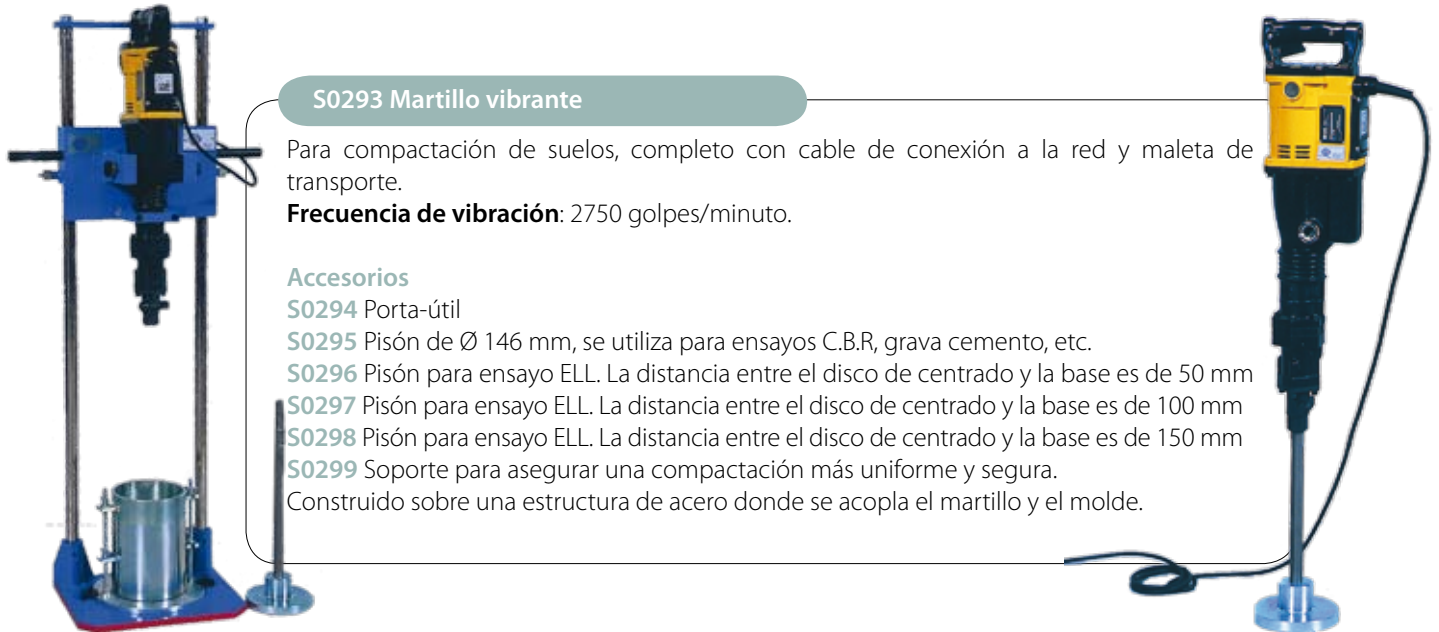 S0293 Martillo vibrante
Para compactación de suelos, completo con cable de conexión a la red y maleta de
transporte.
Frecuencia de vibración: 2750 golpes/minuto.
Accesorios
S0294 Porta-útil
S0295 Pisón de Ø 146 mm, se utiliza para ensayos C.B.R, grava cemento, etc.
S0296 Pisón para ensayo ELL. La distancia entre el disco de centrado y la base es de 50 mm
S0297 Pisón para ensayo ELL. La distancia entre el disco de centrado y la base es de 100 mm
S0298 Pisón para ensayo ELL. La distancia entre el disco de centrado y la base es de 150 mm
S0299 Soporte para asegurar una compactación más uniforme y segura.
Construido sobre una estructura de acero donde se acopla el martillo y el molde.